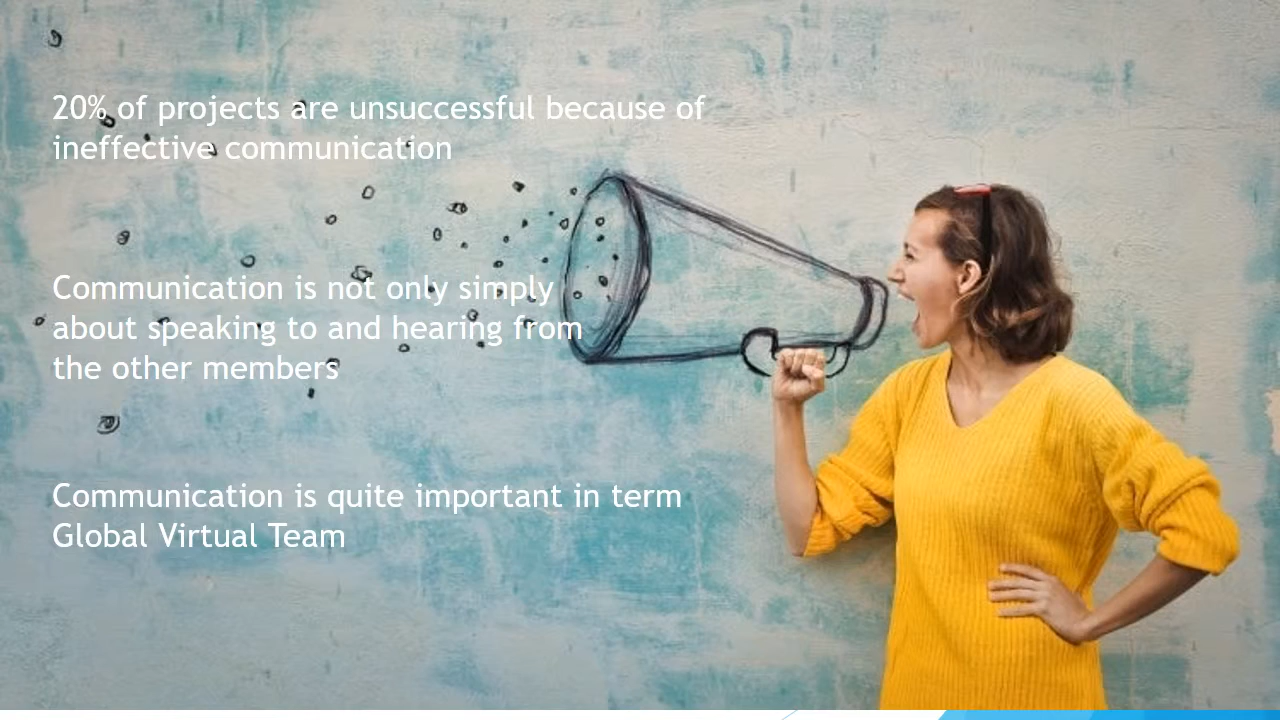 20% of projects are unsuccessful because of
ineffective communication
Communication is not only simply
about speaking to and hearing from
the other members
Communication is quite important in term
Global Virtual Team